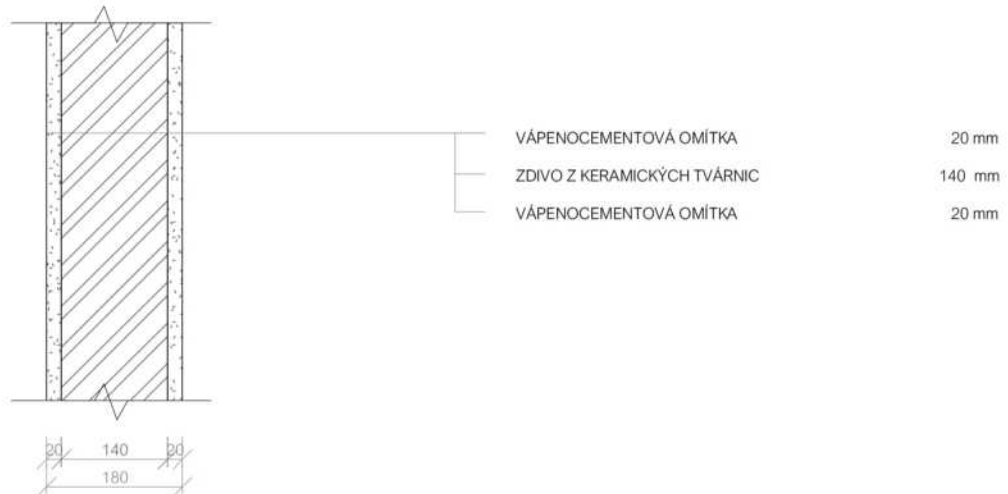 VÁPENOCEMENTOVÁ OMÍTKA 20 mm
ZDIVO Z KERAMICKÝCH TVÁRNIC 140 mm
VÁPENOCEMENTOVÁ OMÍTKA 20 mm
20 140 20
180